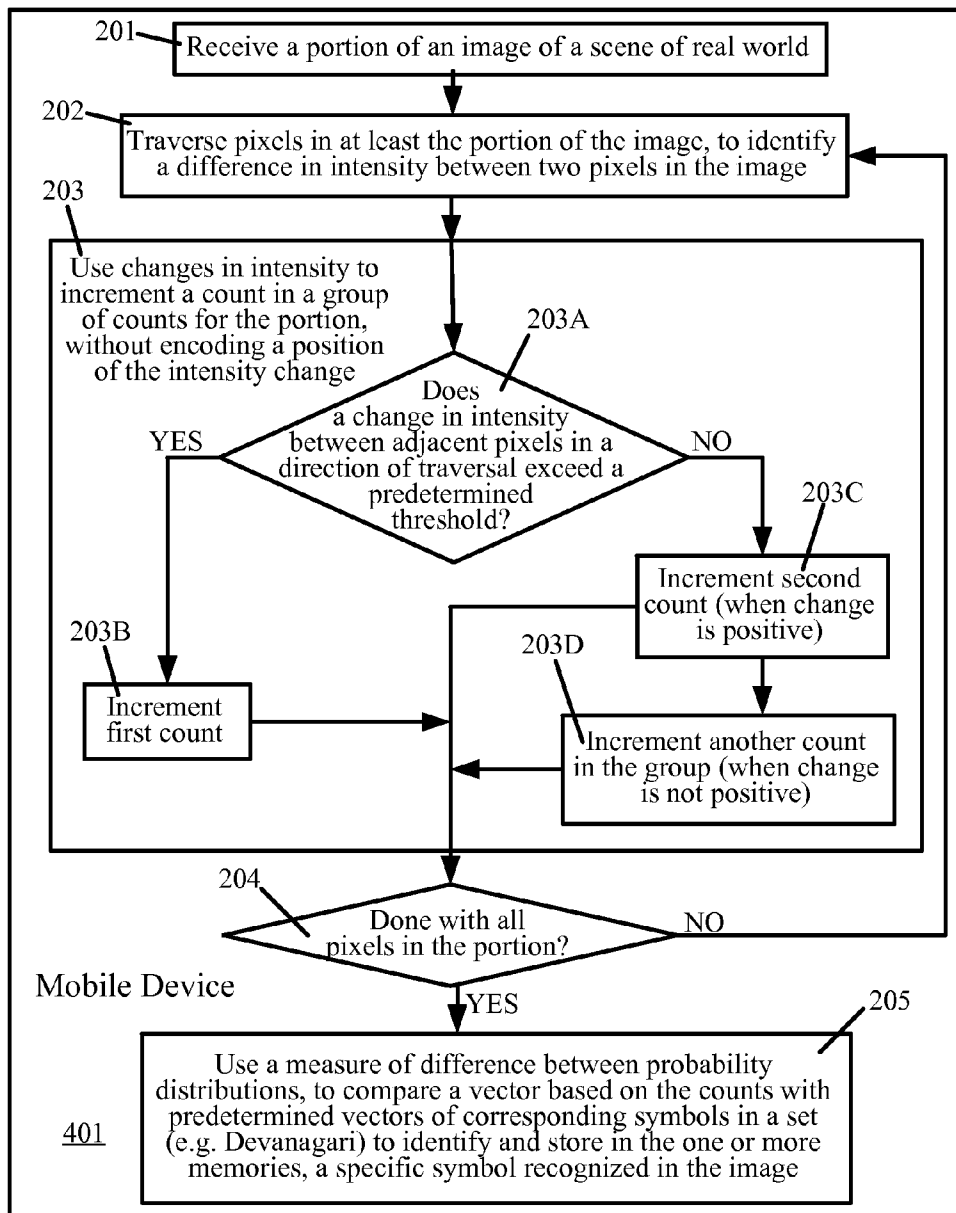 201
Receive a portion of an image of a scene of real world
202
Traverse pixels in at least the portion of the image, to identify
a difference in intensity between two pixels in the image
203
Use changes in intensity to
increment a count in a group
of counts for the portion,
without encoding a position
of the intensity change
203A
Does
a change in intensity
between adjacent pixels in a
direction of traversal exceed a
predetermined
threshold?
YES
NO
203C
Increment second
count (when change
is positive)
203B
Increment
first count
203D
Increment another count
in the group (when change
is not positive)
204
Done with all
pixels in the portion?
NO
Mobile Device
YES
205
Use a measure of difference between probability
distributions, to compare a vector based on the counts with
predetermined vectors of corresponding symbols in a set
(e.g. Devanagari) to identify and store in the one or more
memories, a specific symbol recognized in the image
401